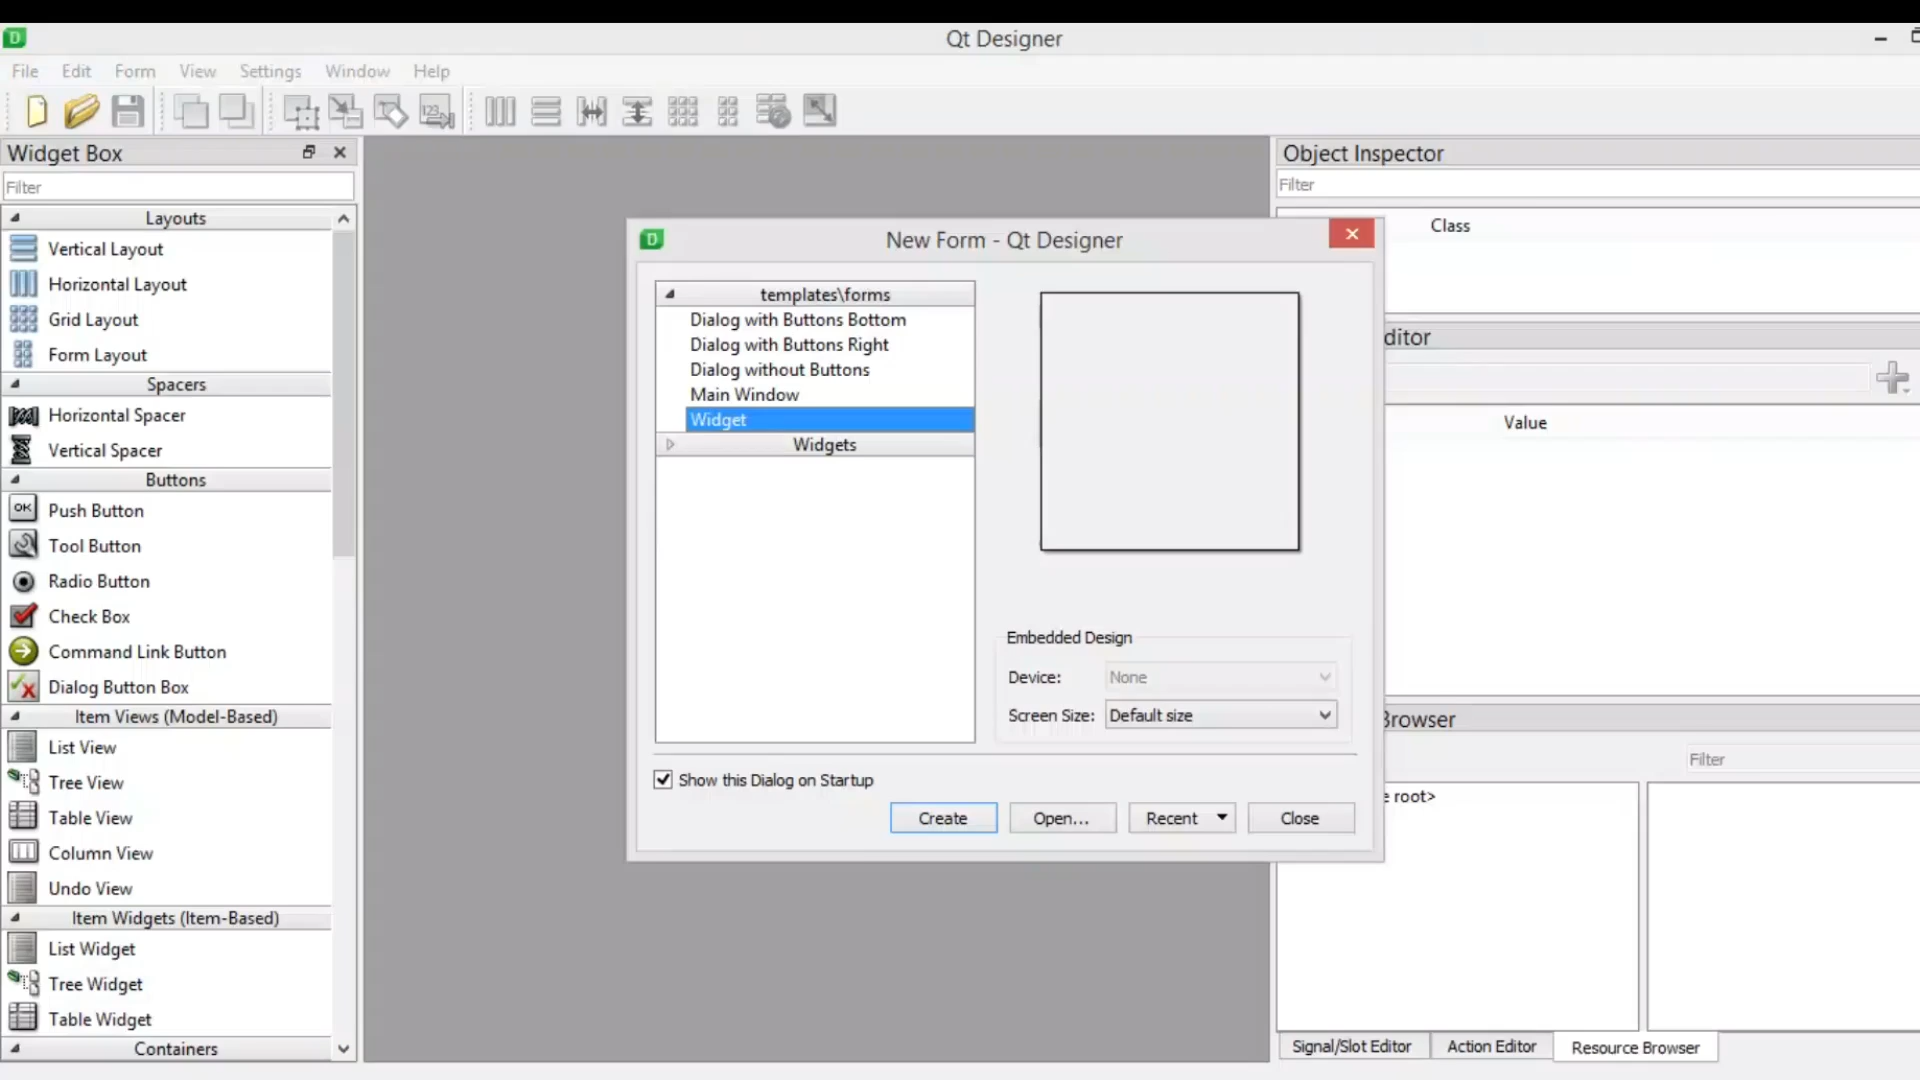 Qt Designer
File Edit Form View Settings Window Help
Widget Box
Filter
Layouts
Vertical Layout
Horizontal Layout
Grid Layout
Form Layout
Spacers
Horizontal Spacer
Vertical Spacer
Buttons
OK Push Button
Tool Button
Radio Button
Check Box
Command Link Button
Dialog Button Box
Item Views (Model-Based)
List View
Tree View
Table View
Column View
Undo View
Item Widgets (Item-Based)
List Widget
Tree Widget
Table Widget
Containers
New Form - Qt Designer
templates\forms
Dialog with Buttons Bottom
Dialog with Buttons Right
Dialog without Buttons
Main Window
Widget
Widgets
Embedded Design
Device: None
Screen Size: Default size
Show this Dialog on Startup
Create Open... Recent Close
Object Inspector
Filter
Class
ditor
Value
Browser
Filter
e root>
Signal/Slot Editor Action Editor Resource Browser